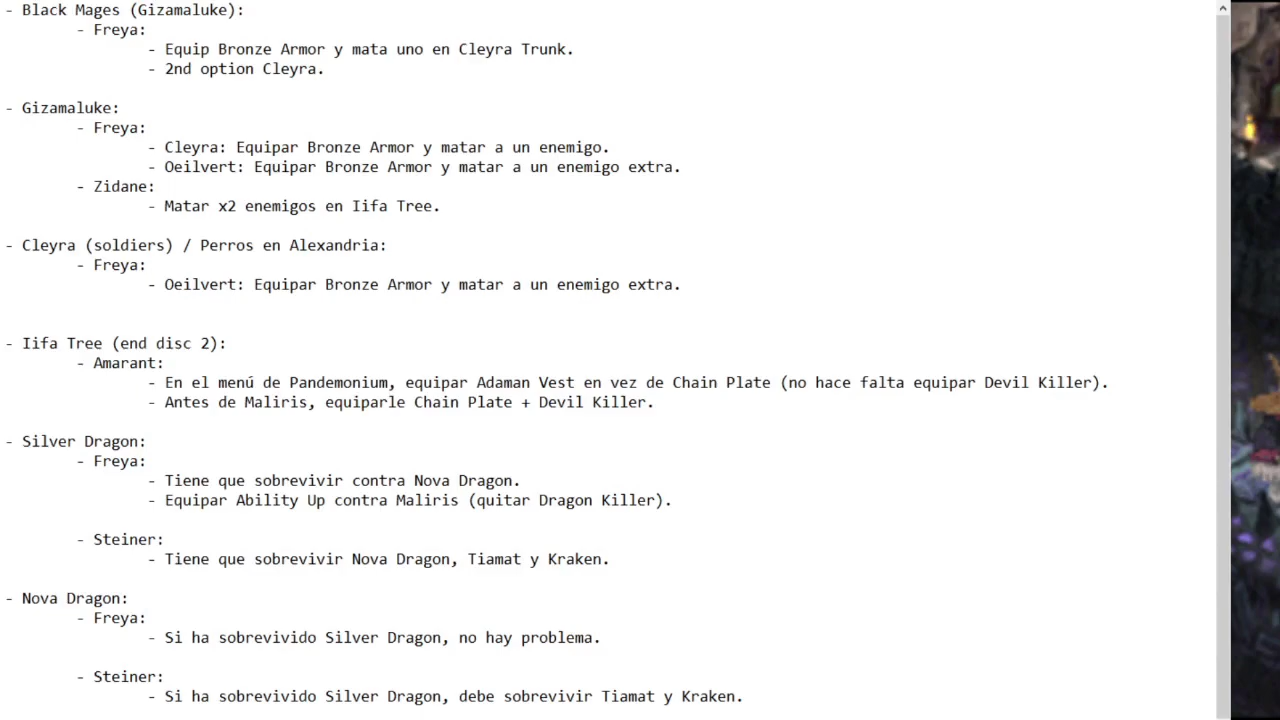 - Black Mages (Gizamaluke):
- Freya:
- Equip Bronze Armor y mata uno en Cleyra Trunk.
- 2nd option Cleyra.
- Gizamaluke:
- Freya:
- Cleyra: Equipar Bronze Armor y matar a un enemigo.
- Oeilvert: Equipar Bronze Armor y matar a un enemigo extra.
- Zidane:
- Matar x2 enemigos en Iifa Tree.
- Cleyra (soldiers) / Perros en Alexandria:
- Freya:
- Oeilvert: Equipar Bronze Armor y matar a un enemigo extra.
- Iifa Tree (end disc 2):
- Amarant:
- En el menú de Pandemonium, equipar Adaman Vest en vez de Chain Plate (no hace falta equipar Devil Killer).
- Antes de Maliris, equiparle Chain Plate + Devil Killer.
- Silver Dragon:
- Freya:
- Tiene que sobrevivir contra Nova Dragon.
- Equipar Ability Up contra Maliris (quitar Dragon Killer).
- Steiner:
- Tiene que sobrevivir Nova Dragon, Tiamat y Kraken.
- Nova Dragon:
- Freya:
- Si ha sobrevivido Silver Dragon, no hay problema.
- Steiner:
- Si ha sobrevivido Silver Dragon, debe sobrevivir Tiamat y Kraken.